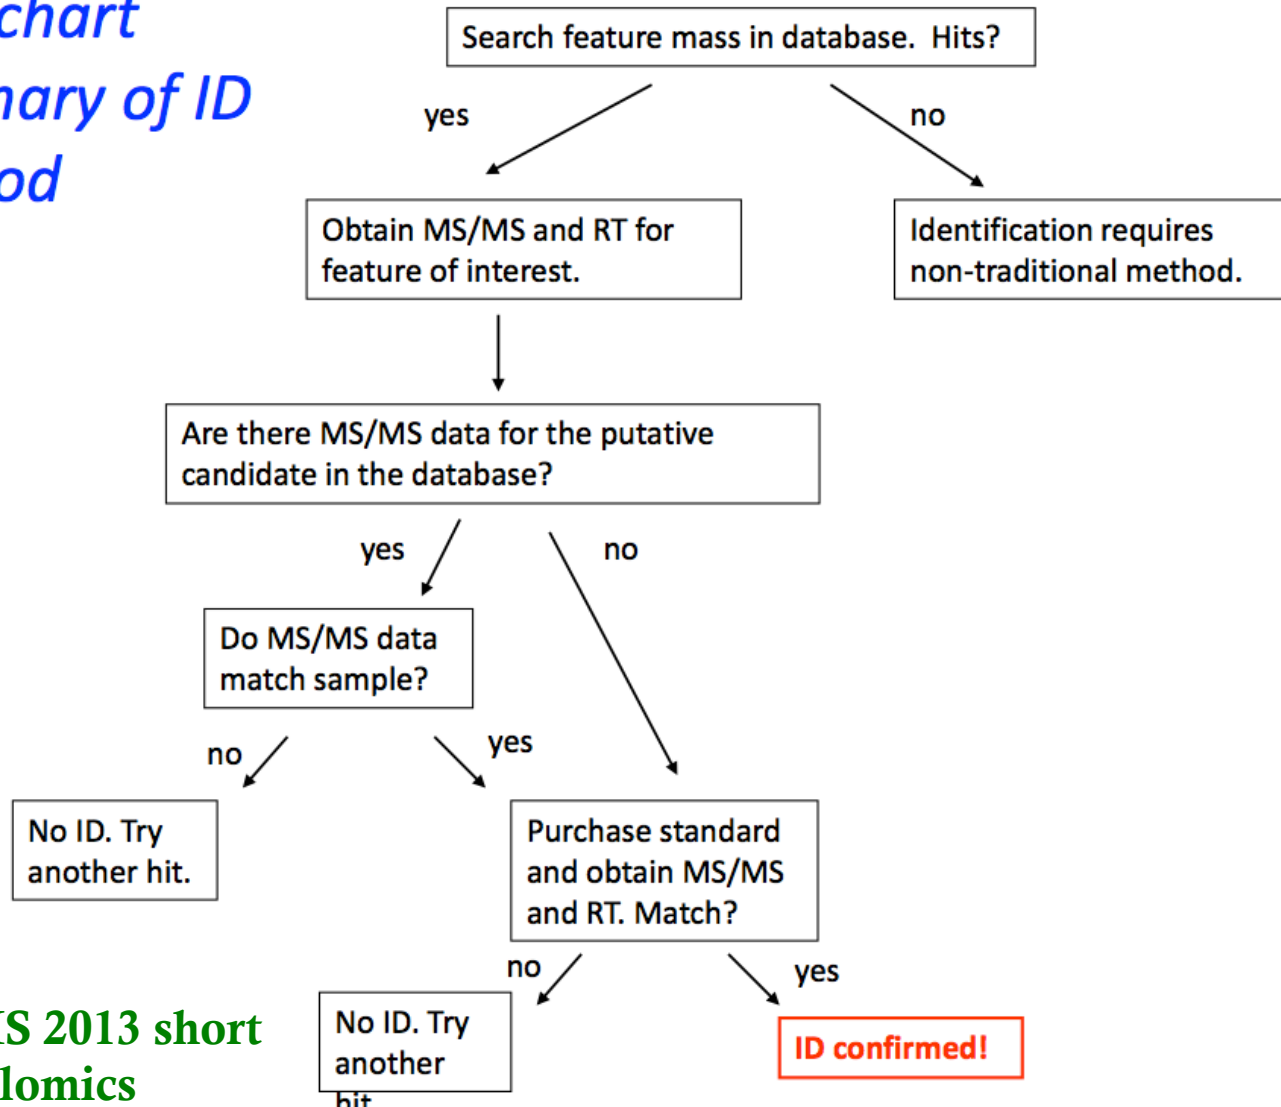 chart
mary of ID
od
Search feature mass in database.  Hits?
yes
no
Obtain MS/MS and RT for
feature of interest.
Identification requires
non-traditional method.
Are there MS/MS data for the putative
candidate in the database?
yes
no
Do MS/MS data
match sample?
no
yes
No ID. Try
another hit.
Purchase standard
and obtain MS/MS
and RT. Match?
no
yes
No ID. Try
another
hit
ID confirmed!
S 2013 short
lomics